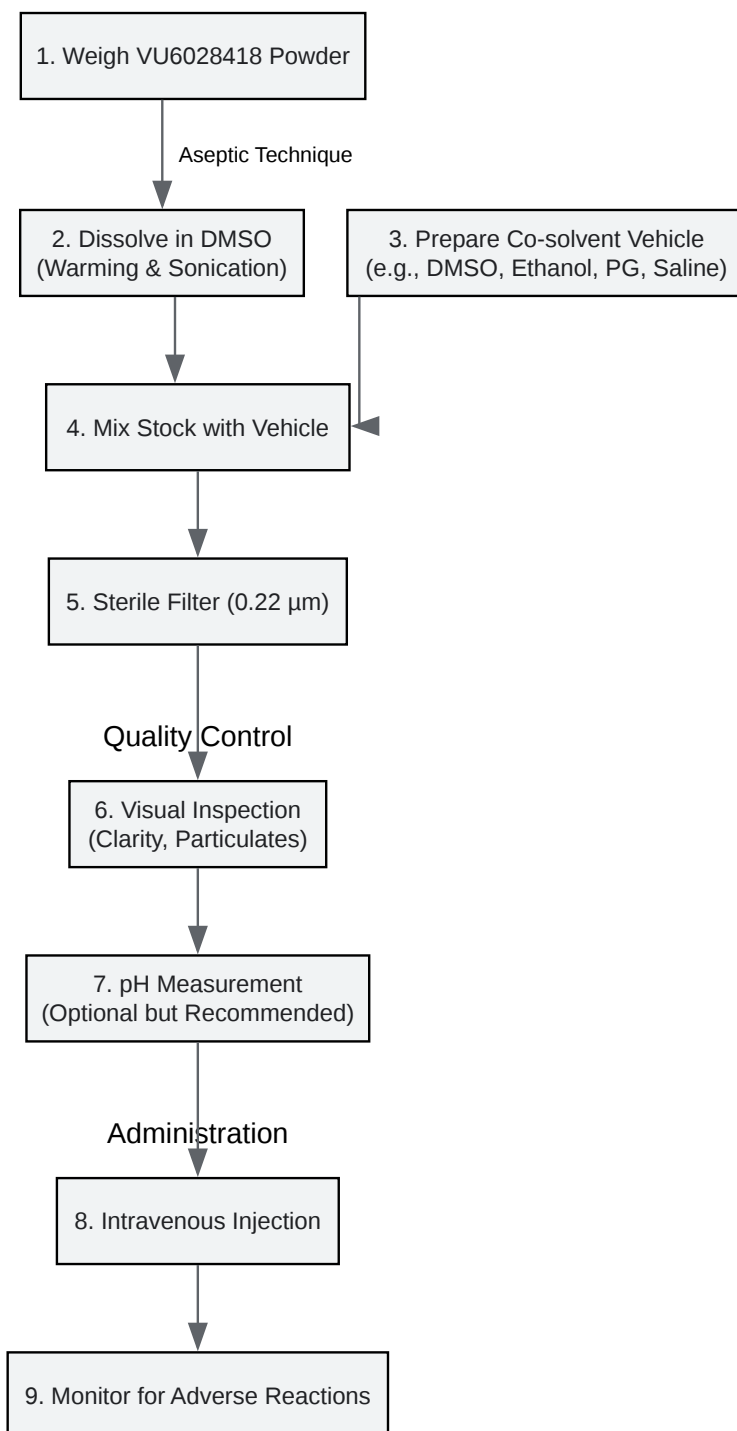 1. Weigh VU6028418 Powder
Aseptic Technique
2. Dissolve in DMSO
(Warming & Sonication)
3. Prepare Co-solvent Vehicle
(e.g., DMSO, Ethanol, PG, Saline)
4. Mix Stock with Vehicle
5. Sterile Filter (0.22 µm)
Quality Control
6. Visual Inspection
(Clarity, Particulates)
7. pH Measurement
(Optional but Recommended)
Administration
8. Intravenous Injection
9. Monitor for Adverse Reactions